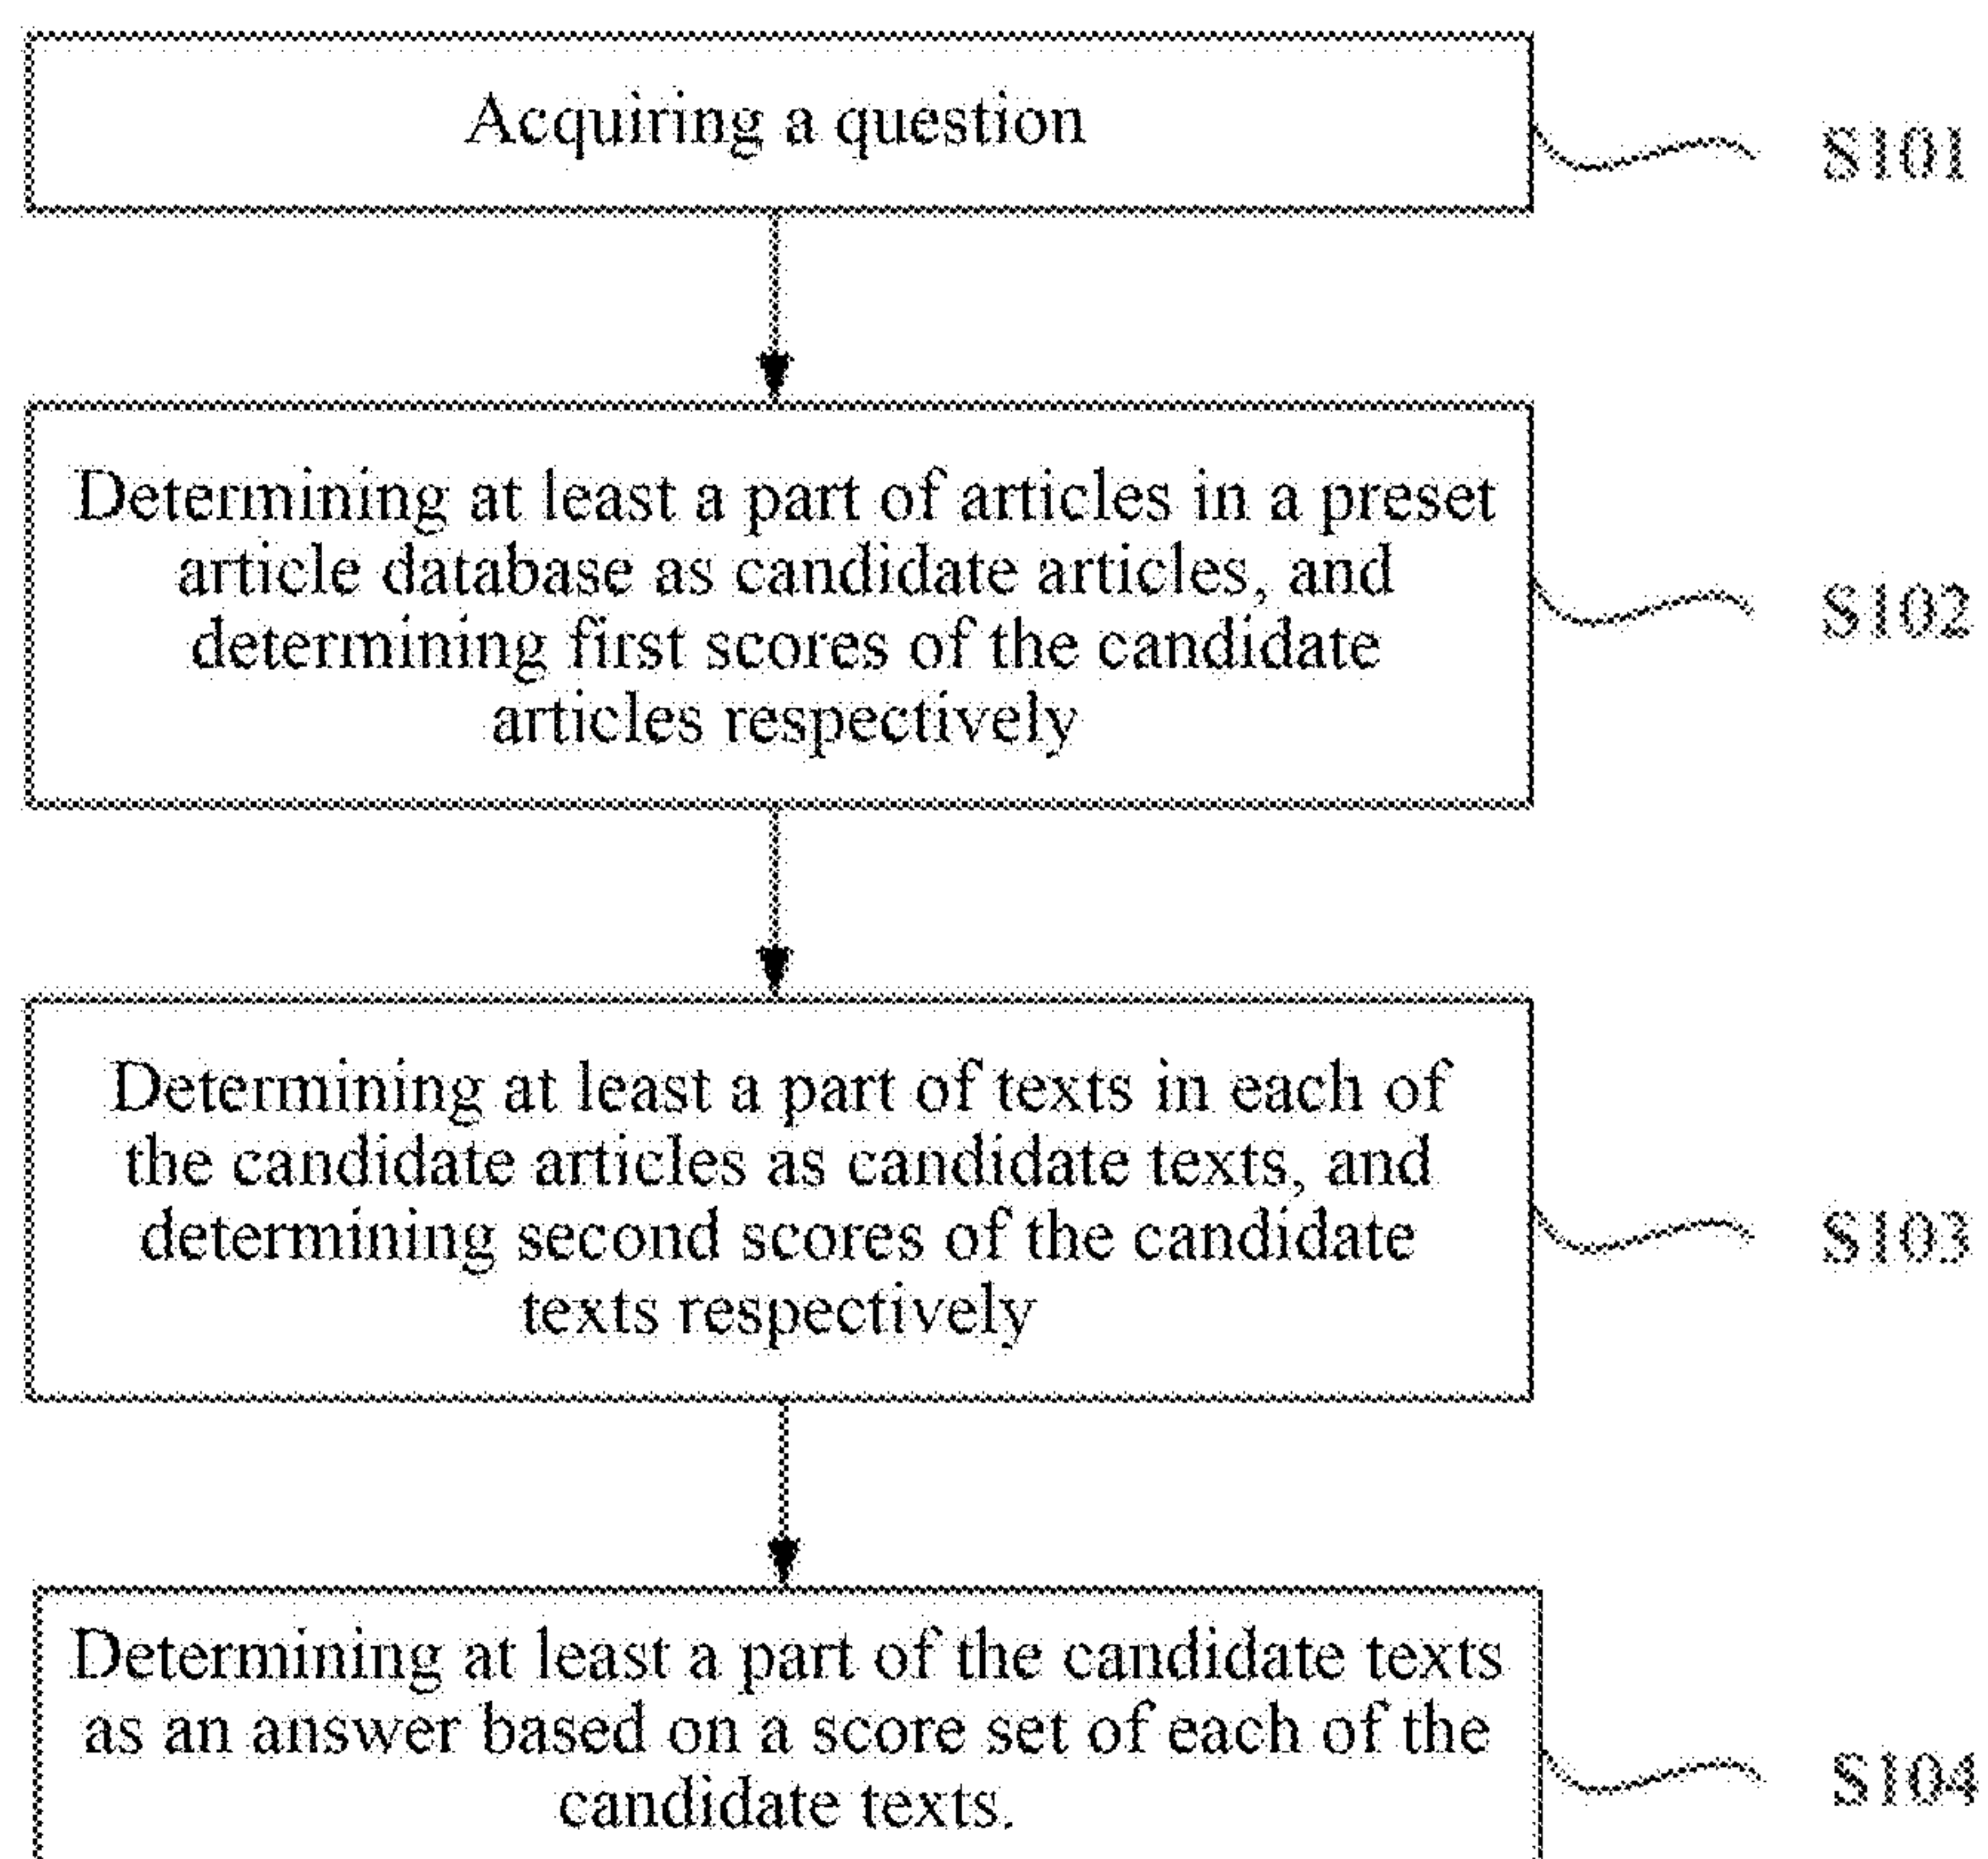 Acquiring a question
S101
Determining at least a part of articles in a preset
article database as candidate articles, and
determining first scores of the candidate
articles respectively
S102
Determining at least a part of texts in each of
the candidate articles as candidate texts, and
determining second scores of the candidate
texts respectively
S103
Determining at least a part of the candidate texts
as an answer based on a score set of each of the
candidate texts.
S104